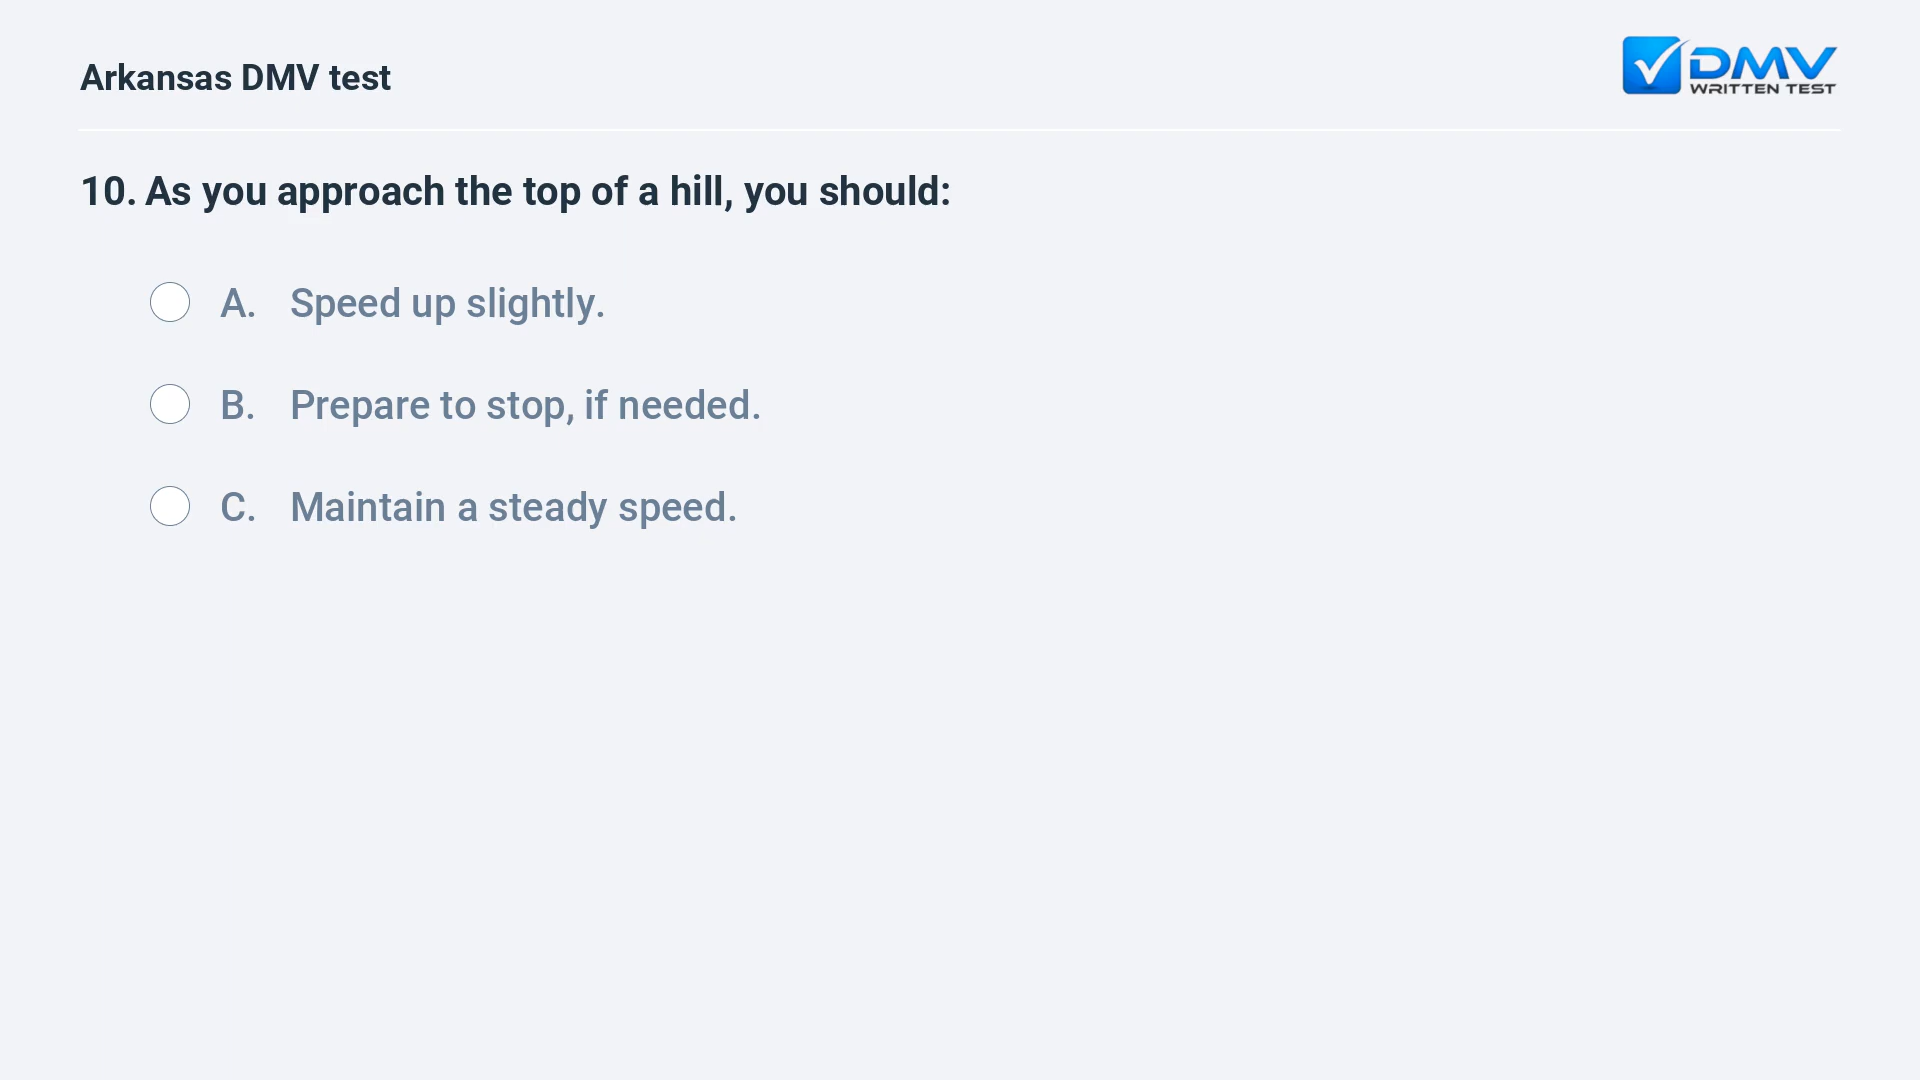 Arkansas DMV test
DMV
WRITTEN TEST
10. As you approach the top of a hill, you should:
A. Speed up slightly.
B. Prepare to stop, if needed.
C. Maintain a steady speed.